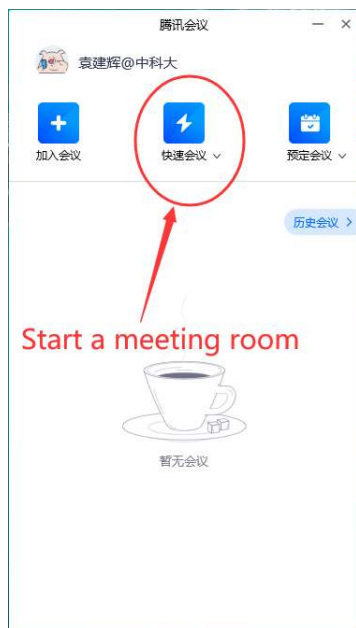 腾讯会议
袁建辉@中科大
加入会议
快速会议
预定会议
历史会议
Start a meeting room
暂无会议